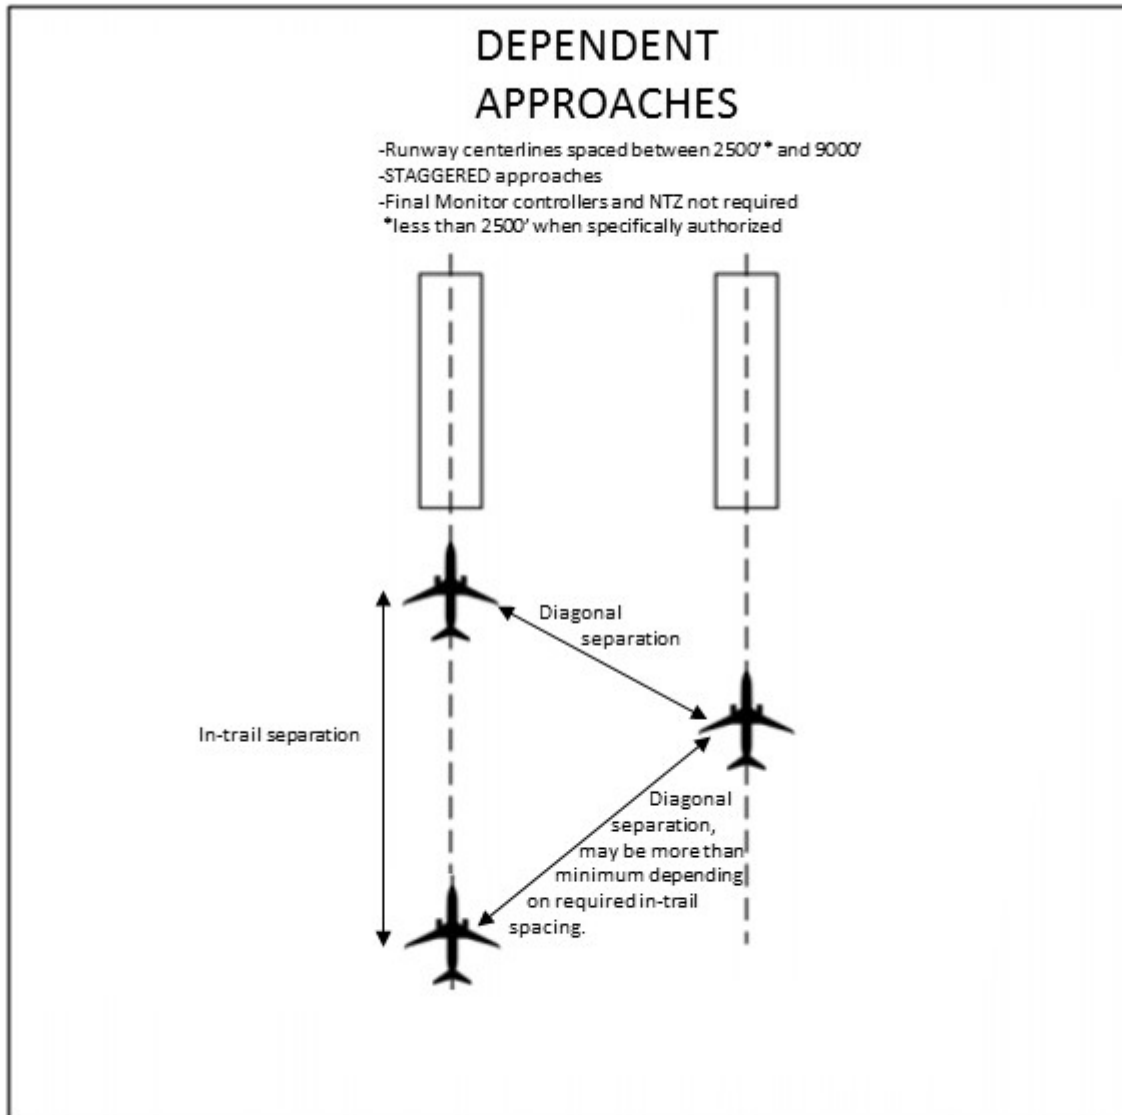 DEPENDENT
APPROACHES
-Runway centerlines spaced between 2500'* and 9000'
-STAGGERED approaches
-Final Monitor controllers and NTZ not required
*less than 2500' when specifically authorized
Diagonal
separation
In-trail separation
Diagonal
separation,
may be more than
minimum depending
on required in-trail
spacing.